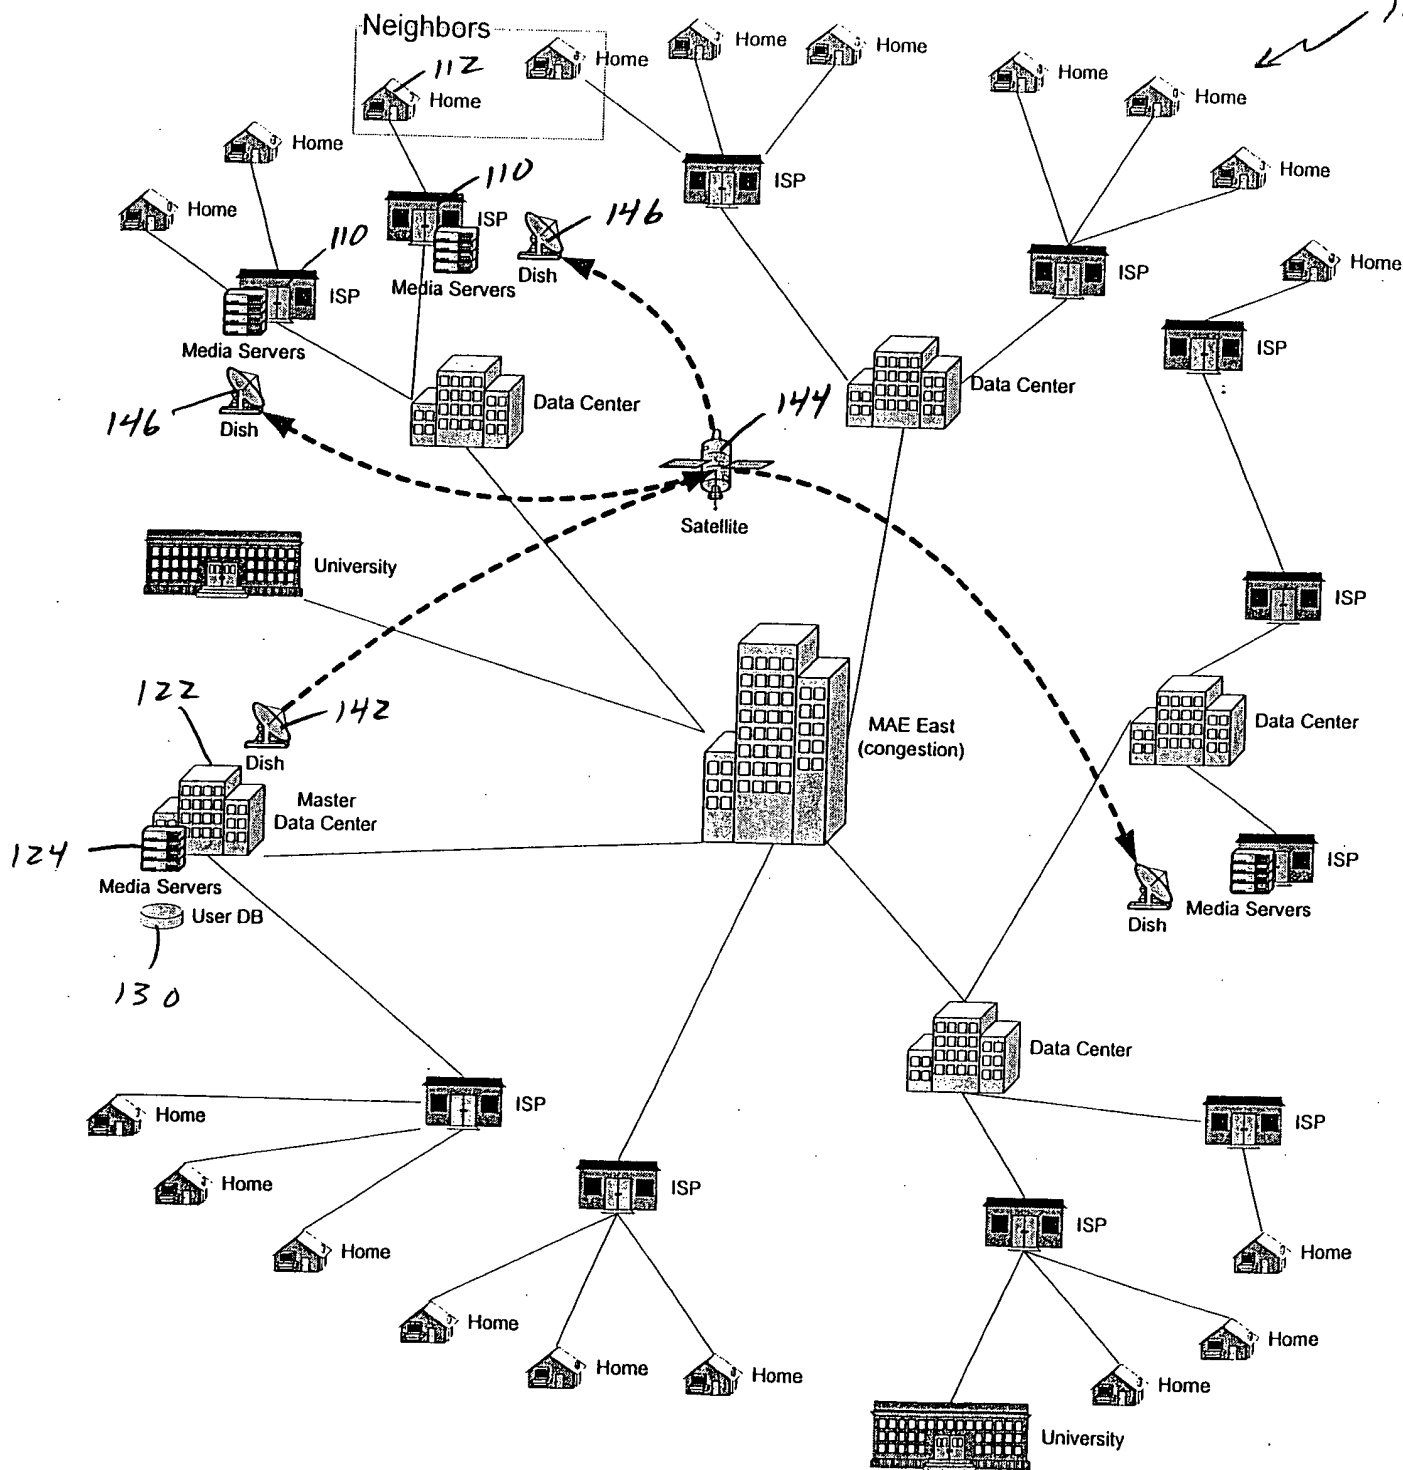 Neighbors
Home
Home
Home
Home
Home
112
Home
Home
Home
Home
Home
ISP
110
ISP
146
Home
110
ISP
Dish
ISP
Media Servers
ISP
Media Servers
ISP
146
Dish
Data Center
144
Data Center
Satellite
University
ISP
122
142
Dish
MAE East
(congestion)
Data Center
Master
Data Center
124
Media Servers
ISP
User DB
Dish
Media Servers
130
Data Center
Home
ISP
ISP
Home
ISP
ISP
Home
Home
Home
Home
Home
Home
Home
University